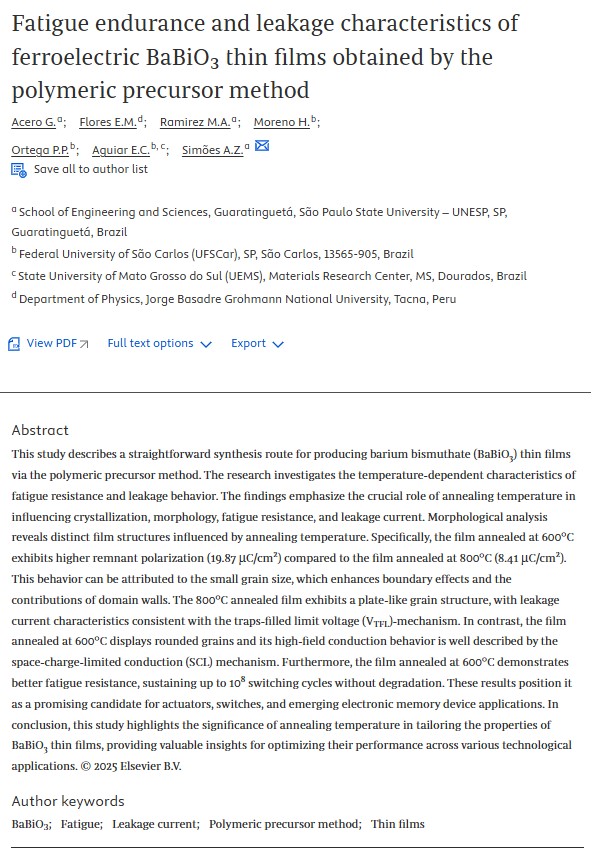 Fatigue endurance and leakage characteristics of
ferroelectric BaBiO₃ thin films obtained by the
polymeric precursor method
Acero G.ᵃ; Flores E.M.ᵈ; Ramirez M.A.ᵃ; Moreno H.ᵇ;
Ortega P.P.ᵇ; Aguiar E.C.ᵇ,ᶜ; Simões A.Z.ᵃ
Save all to author list
ᵃ School of Engineering and Sciences, Guaratinguetá, São Paulo State University – UNESP, SP,
Guaratinguetá, Brazil
ᵇ Federal University of São Carlos (UFSCar), SP, São Carlos, 13565-905, Brazil
ᶜ State University of Mato Grosso do Sul (UEMS), Materials Research Center, MS, Dourados, Brazil
ᵈ Department of Physics, Jorge Basadre Grohmann National University, Tacna, Peru
View PDF Full text options Export
Abstract
This study describes a straightforward synthesis route for producing barium bismuthate (BaBiO₃) thin films
via the polymeric precursor method. The research investigates the temperature-dependent characteristics of
fatigue resistance and leakage behavior. The findings emphasize the crucial role of annealing temperature in
influencing crystallization, morphology, fatigue resistance, and leakage current. Morphological analysis
reveals distinct film structures influenced by annealing temperature. Specifically, the film annealed at 600°C
exhibits higher remnant polarization (19.87 μC/cm²) compared to the film annealed at 800°C (8.41 μC/cm²).
This behavior can be attributed to the small grain size, which enhances boundary effects and the
contributions of domain walls. The 800°C annealed film exhibits a plate-like grain structure, with leakage
current characteristics consistent with the traps-filled limit voltage (V_TFL)-mechanism. In contrast, the film
annealed at 600°C displays rounded grains and its high-field conduction behavior is well described by the
space-charge-limited conduction (SCL) mechanism. Furthermore, the film annealed at 600°C demonstrates
better fatigue resistance, sustaining up to 10⁸ switching cycles without degradation. These results position it
as a promising candidate for actuators, switches, and emerging electronic memory device applications. In
conclusion, this study highlights the significance of annealing temperature in tailoring the properties of
BaBiO₃ thin films, providing valuable insights for optimizing their performance across various technological
applications. © 2025 Elsevier B.V.
Author keywords
BaBiO₃; Fatigue; Leakage current; Polymeric precursor method; Thin films